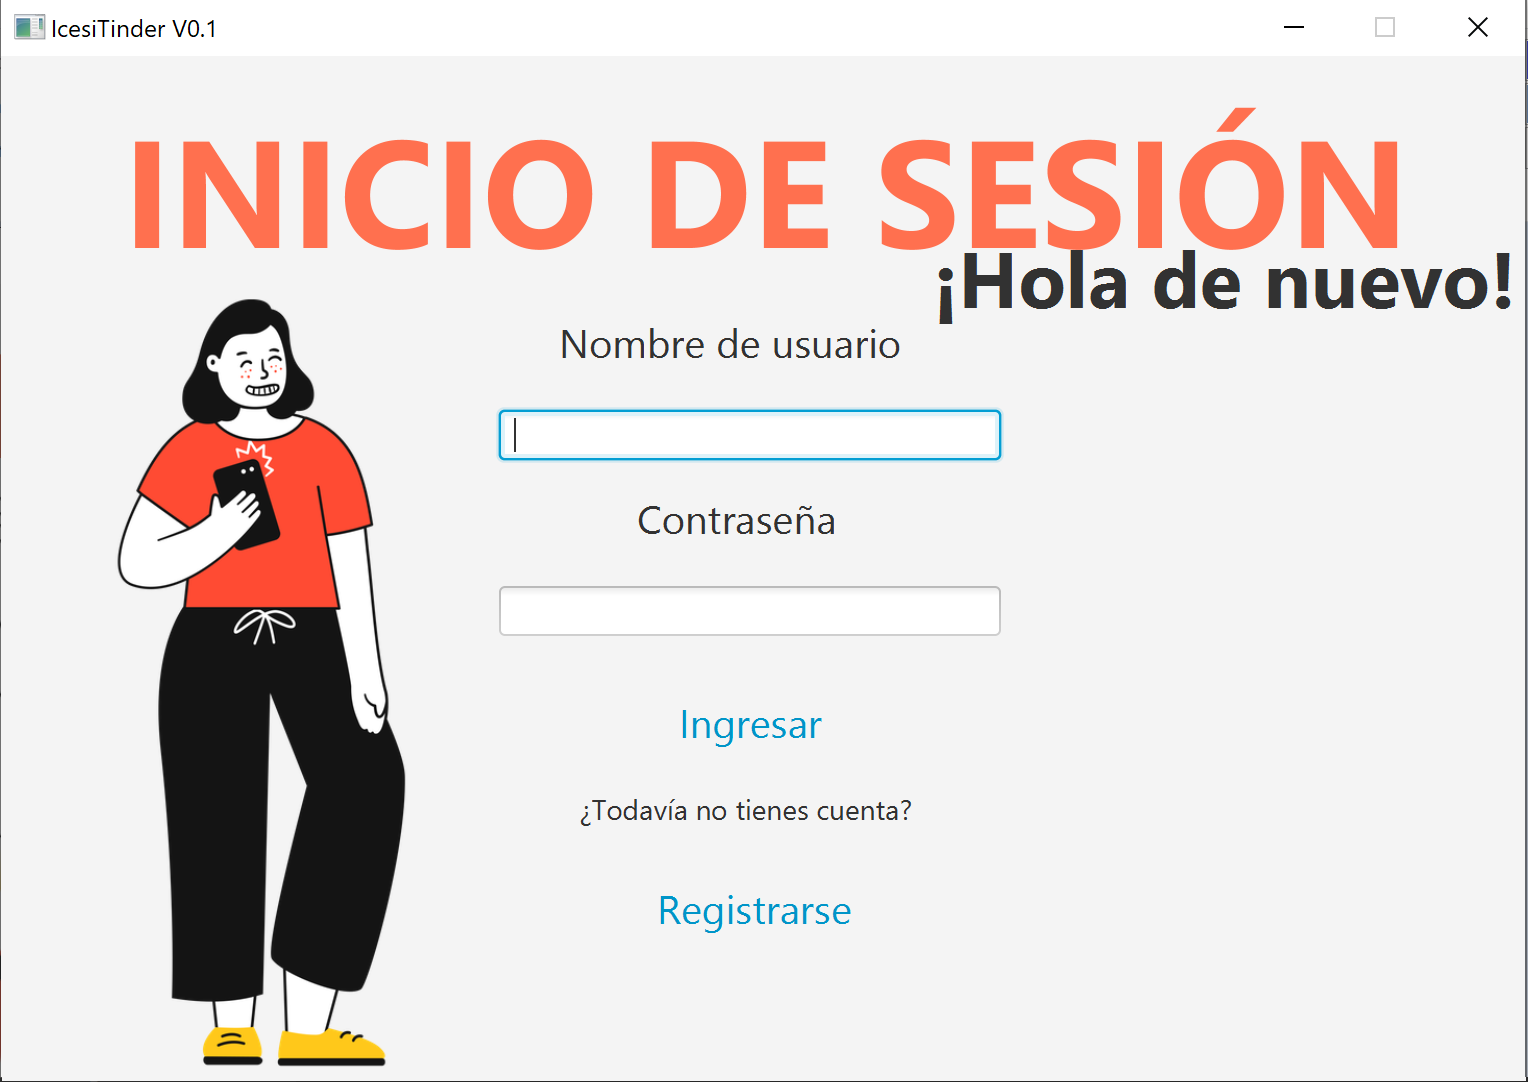 IcesiTinder V0.1
INICIO DE SESIÓN
¡Hola de nuevo!
Nombre de usuario
Contraseña
Ingresar
¿Todavía no tienes cuenta?
Registrarse